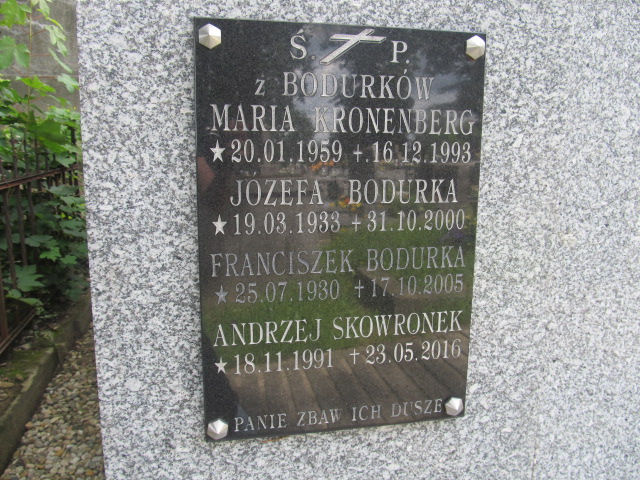 Ś. P.
z BODURKÓW
MARIA KRONENBERG
★20.01.1959 +16.12.1993
JÓZEFA BODURKA
★19.03.1933 +31.10.2000
FRANCISZEK BODURKA
★25.07.1930 +17.10.2005
ANDRZEJ SKOWRONEK
★18.11.1991 +23.05.2016
PANIE ZBAW ICH DUSZE